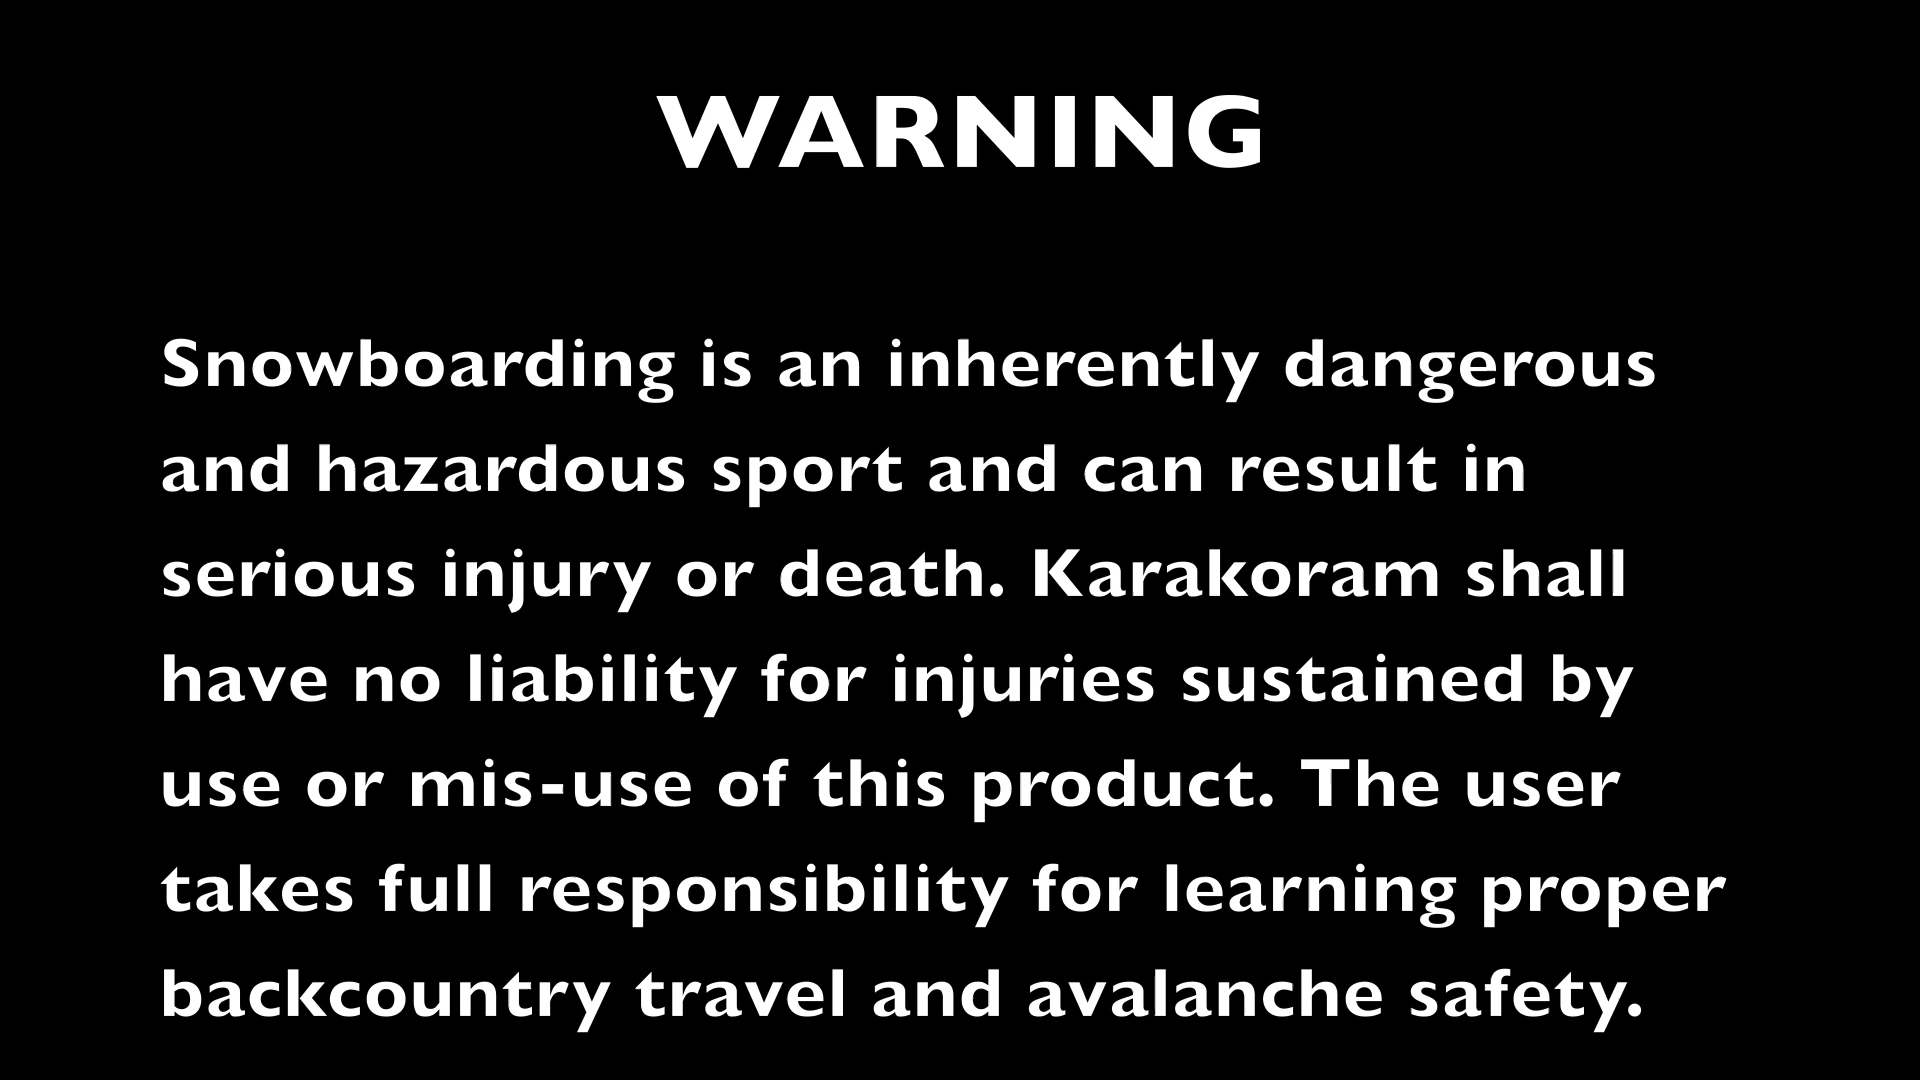 WARNING
Snowboarding is an inherently dangerous
and hazardous sport and can result in
serious injury or death. Karakoram shall
have no liability for injuries sustained by
use or mis-use of this product. The user
takes full responsibility for learning proper
backcountry travel and avalanche safety.